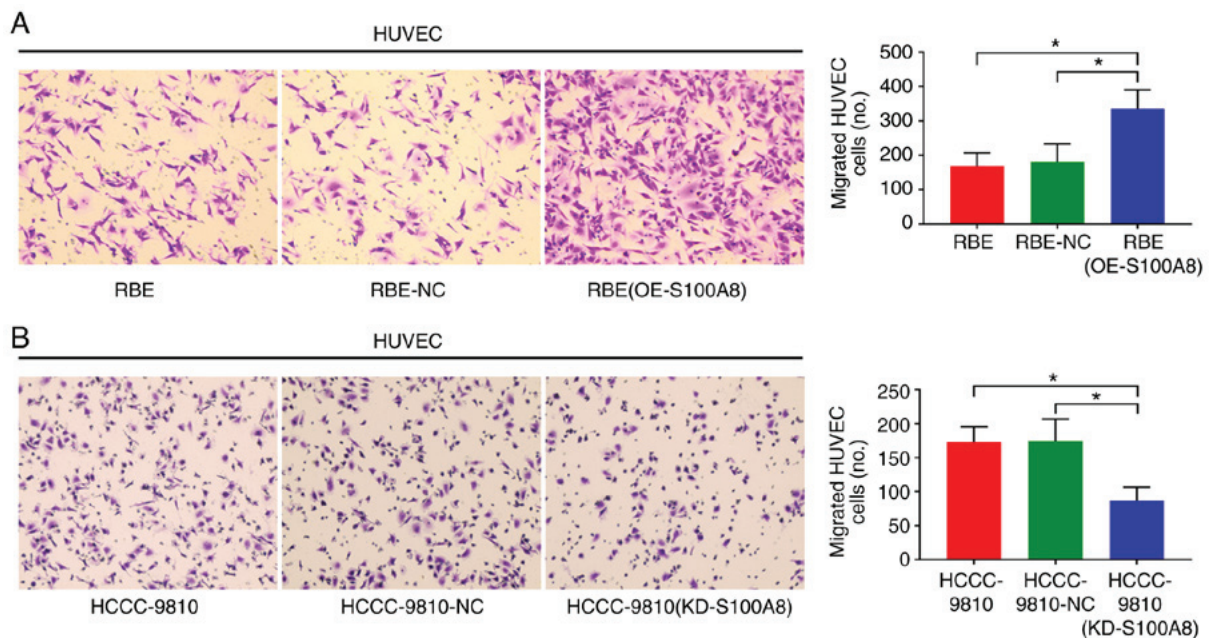 A
HUVEC
RBE
RBE-NC
RBE(OE-S100A8)
Migrated HUVEC
cells (no.)
500
400
300
200
100
0
*
*
RBE
RBE-NC
RBE
(OE-S100A8)
B
HUVEC
HCCC-9810
HCCC-9810-NC
HCCC-9810(KD-S100A8)
Migrated HUVEC
cells (no.)
250
200
150
100
50
0
*
*
HCCC-
9810
HCCC-
9810-NC
HCCC-
9810
(KD-S100A8)